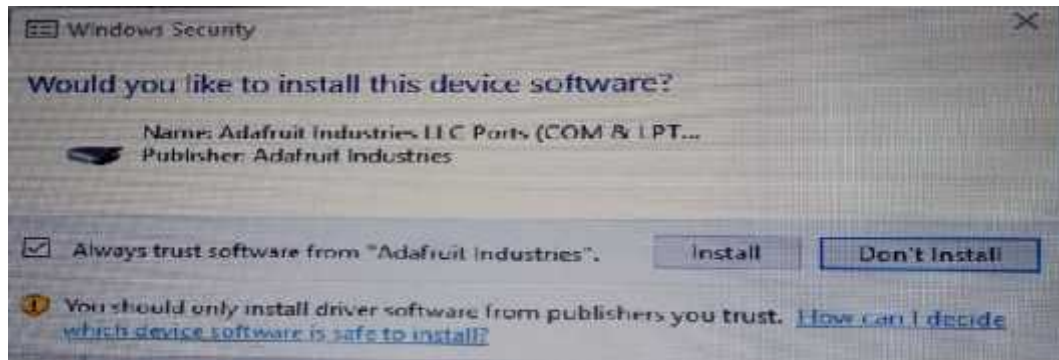 Windows Security
Would you like to install this device software?
Name: Adafruit Industries LLC Ports (COM & LPT...
Publisher: Adafruit Industries
Always trust software from "Adafruit Industries".
Install
Don't Install
You should only install driver software from publishers you trust. How can I decide
which device software is safe to install?